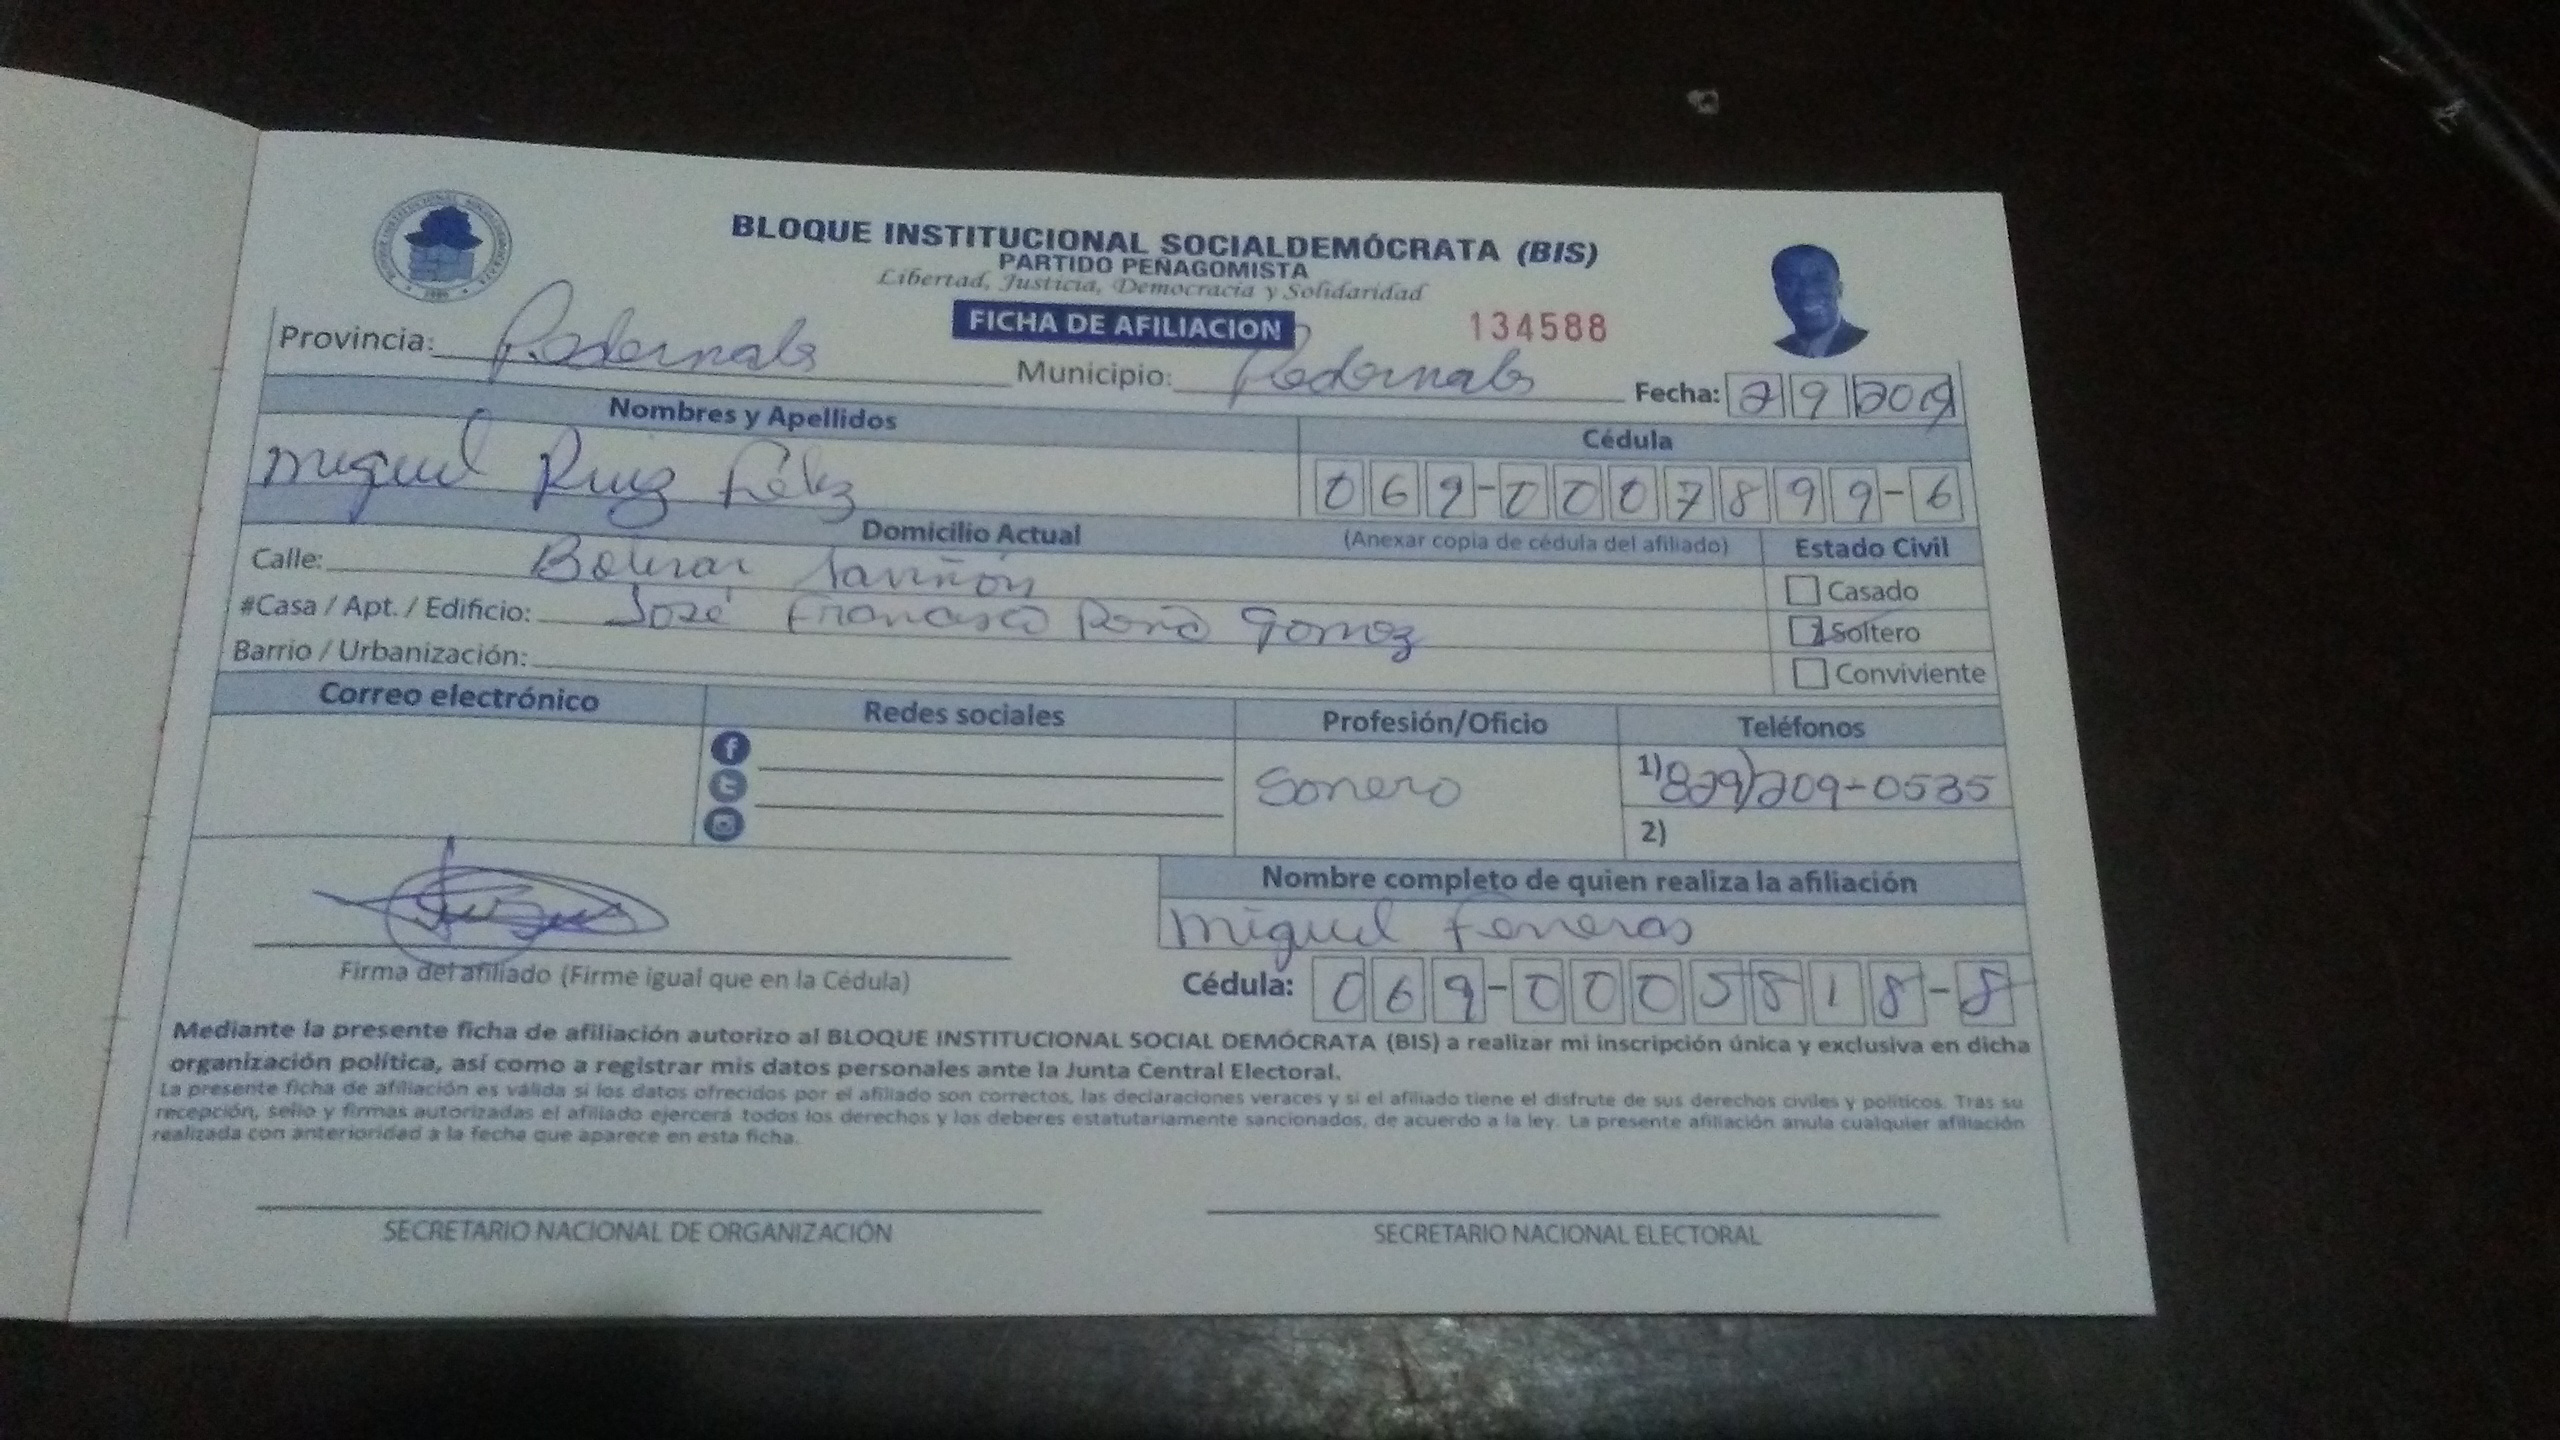 BLOQUE INSTITUCIONAL SOCIALDEMÓCRATA (BIS)
PARTIDO PEÑAGOMISTA
Libertad, Justicia, Democracia y Solidaridad
FICHA DE AFILIACION 134588
Provincia: Pedernales Municipio: Pedernales Fecha: 2 9 2019
Nombres y Apellidos Cédula
Miguel Ruiz Féliz 069-0007899-6
Domicilio Actual (Anexar copia de cédula del afiliado) Estado Civil
Calle: Casado
#Casa / Apt. / Edificio: José Francisco Peña Gomez Soltero
Barrio / Urbanización: Conviviente
Correo electrónico Redes sociales Profesión/Oficio Teléfonos
Sonero 1) 829)209-0535
2)
Nombre completo de quien realiza la afiliación
Miguel Ferreras
Firma del afiliado (Firme igual que en la Cédula) Cédula: 069-0005818-8
Mediante la presente ficha de afiliación autorizo al BLOQUE INSTITUCIONAL SOCIAL DEMÓCRATA (BIS) a realizar mi inscripción única y exclusiva en dicha
organización política, así como a registrar mis datos personales ante la Junta Central Electoral.
La presente ficha de afiliación es válida si los datos ofrecidos por el afiliado son correctos, las declaraciones veraces y si el afiliado tiene el disfrute de sus derechos civiles y políticos. Tras su
recepción, sello y firmas autorizadas el afiliado ejercerá todos los derechos y los deberes estatutariamente sancionados, de acuerdo a la ley. La presente afiliación anula cualquier afiliación
realizada con anterioridad a la fecha que aparece en esta ficha.
SECRETARIO NACIONAL DE ORGANIZACIÓN SECRETARIO NACIONAL ELECTORAL